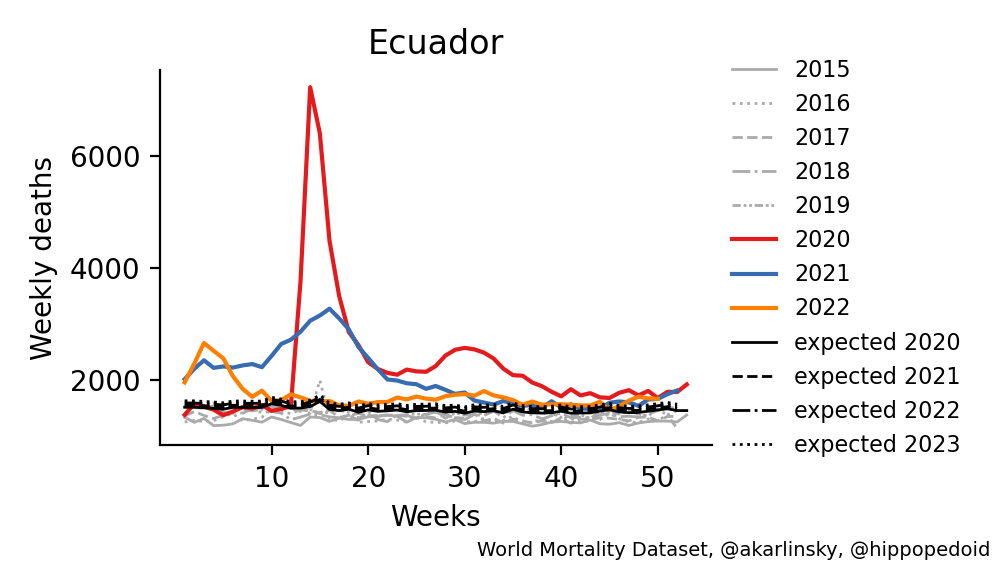 Ecuador
Weekly deaths
6000
4000
2000
10 20 30 40 50
Weeks
2015
2016
2017
2018
2019
2020
2021
2022
expected 2020
expected 2021
expected 2022
expected 2023
World Mortality Dataset, @akarlinsky, @hippopedoid